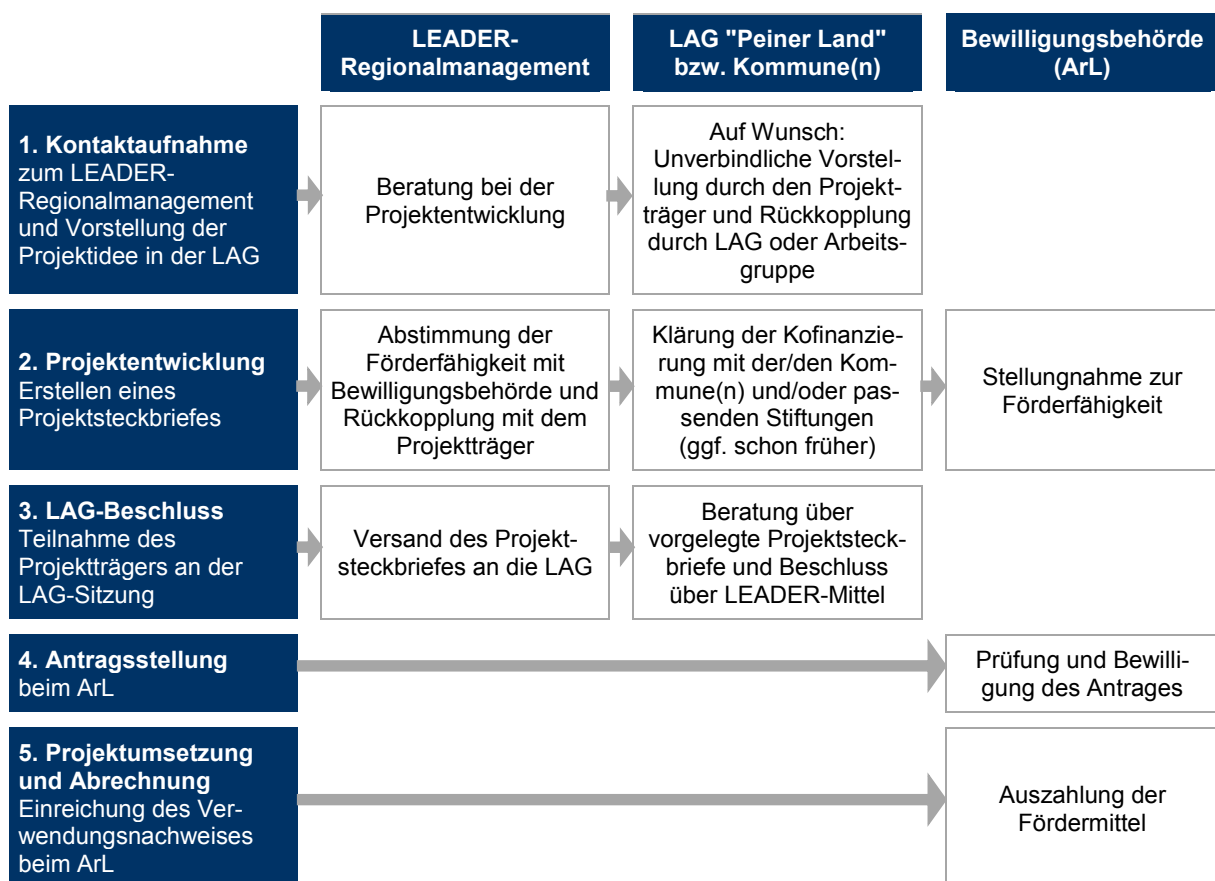 LEADER-
Regionalmanagement
LAG "Peiner Land"
bzw. Kommune(n)
Bewilligungsbehörde
(ArL)
1. Kontaktaufnahme
zum LEADER-
Regionalmanagement
und Vorstellung der
Projektidee in der LAG
Beratung bei der
Projektentwicklung
Auf Wunsch:
Unverbindliche Vorstel-
lung durch den Projekt-
träger und Rückkopplung
durch LAG oder Arbeits-
gruppe
2. Projektentwicklung
Erstellen eines
Projektsteckbriefes
Abstimmung der
Förderfähigkeit mit
Bewilligungsbehörde und
Rückkopplung mit dem
Projektträger
Klärung der Kofinanzie-
rung mit der/den Kom-
mune(n) und/oder pas-
senden Stiftungen
(ggf. schon früher)
Stellungnahme zur
Förderfähigkeit
3. LAG-Beschluss
Teilnahme des
Projektträgers an der
LAG-Sitzung
Versand des Projekt-
steckbriefes an die LAG
Beratung über
vorgelegte Projektsteck-
briefe und Beschluss
über LEADER-Mittel
4. Antragsstellung
beim ArL
Prüfung und Bewilli-
gung des Antrages
5. Projektumsetzung
und Abrechnung
Einreichung des Ver-
wendungsnachweises
beim ArL
Auszahlung der
Fördermittel